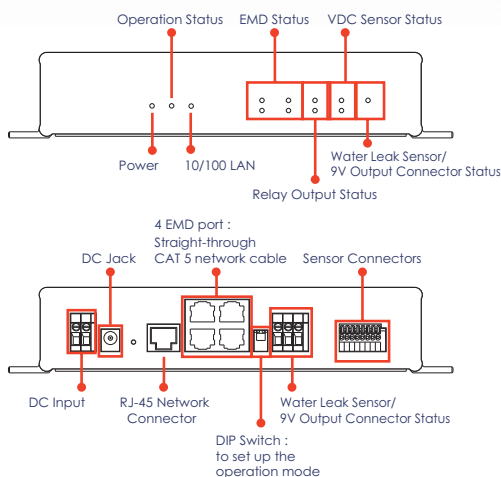 Operation Status
EMD Status
VDC Sensor Status
Power
10/100 LAN
Water Leak Sensor/
9V Output Connector Status
Relay Output Status
4 EMD port :
Straight-through
CAT 5 network cable
DC Jack
Sensor Connectors
DC Input
RJ-45 Network
Connector
Water Leak Sensor/
9V Output Connector Status
DIP Switch :
to set up the
operation mode